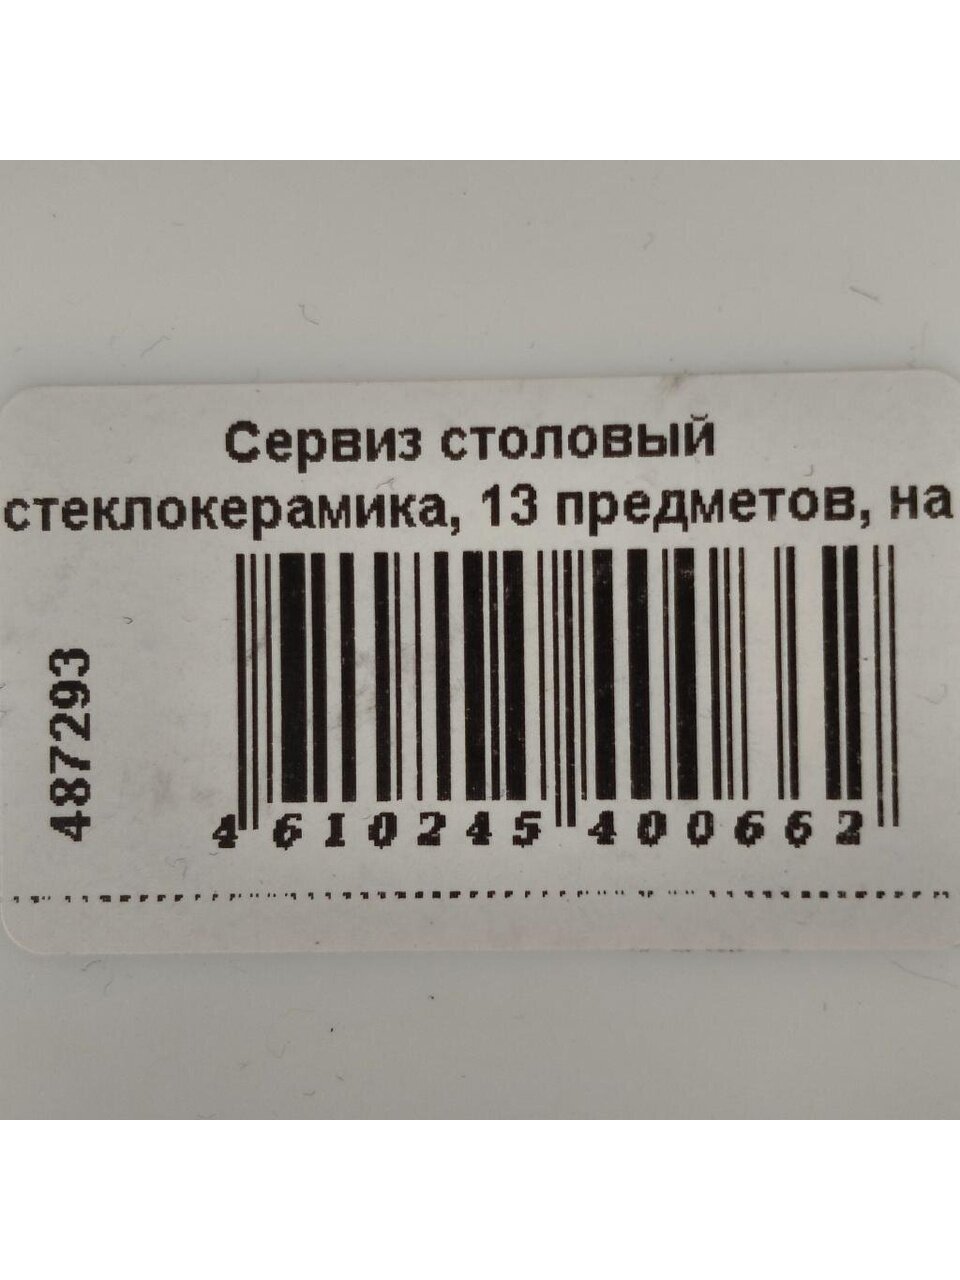 Сервиз столовый
стеклокерамика, 13 предметов, на
487293
4 610245 400662